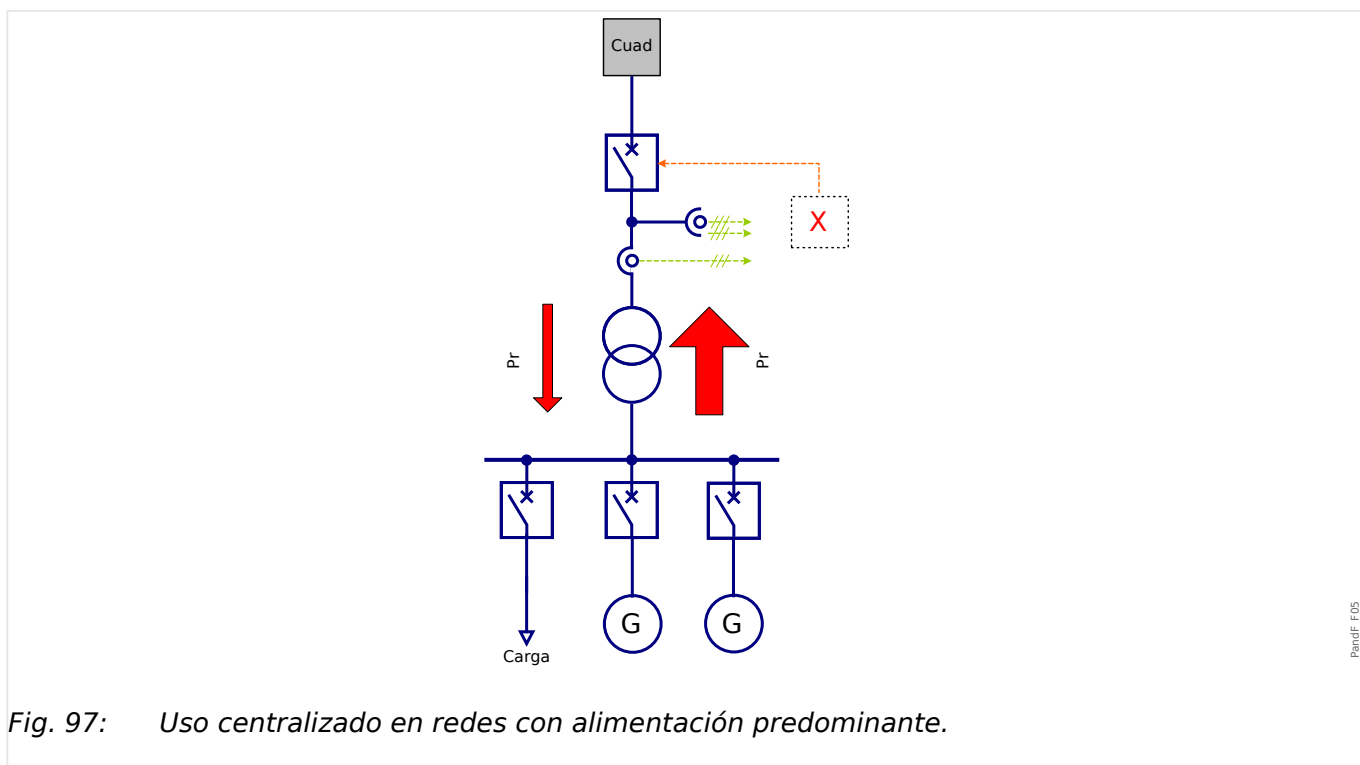 Cuad
X
Pr
Pr
G
G
Carga
PandF_F05
Fig. 97: Uso centralizado en redes con alimentación predominante.